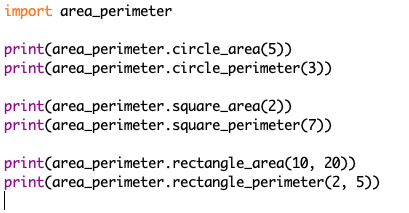 import area_perimeter
print(area_perimeter.circle_area(5))
print(area_perimeter.circle_perimeter(3))
print(area_perimeter.square_area(2))
print(area_perimeter.square_perimeter(7))
print(area_perimeter.rectangle_area(10, 20))
print(area_perimeter.rectangle_perimeter(2, 5))